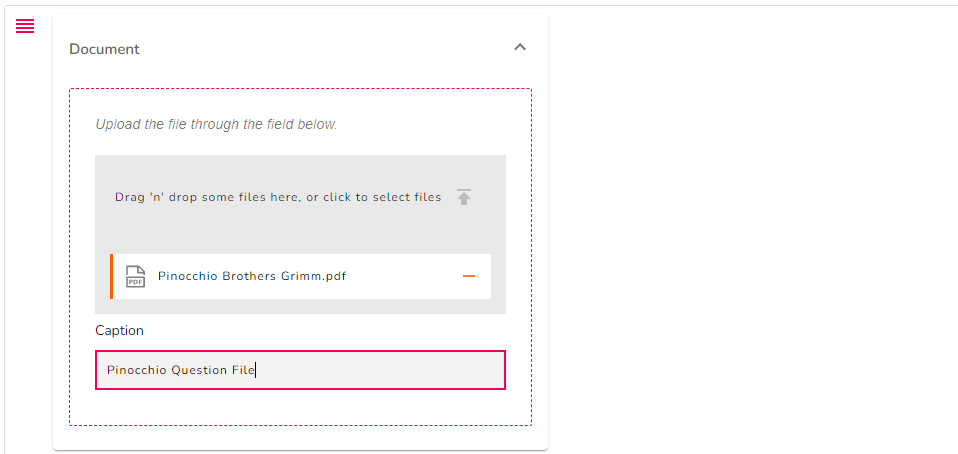 Document
Upload the file through the field below.
Drag 'n' drop some files here, or click to select files
PDF
Pinocchio Brothers Grimm.pdf
Caption
Pinocchio Question File